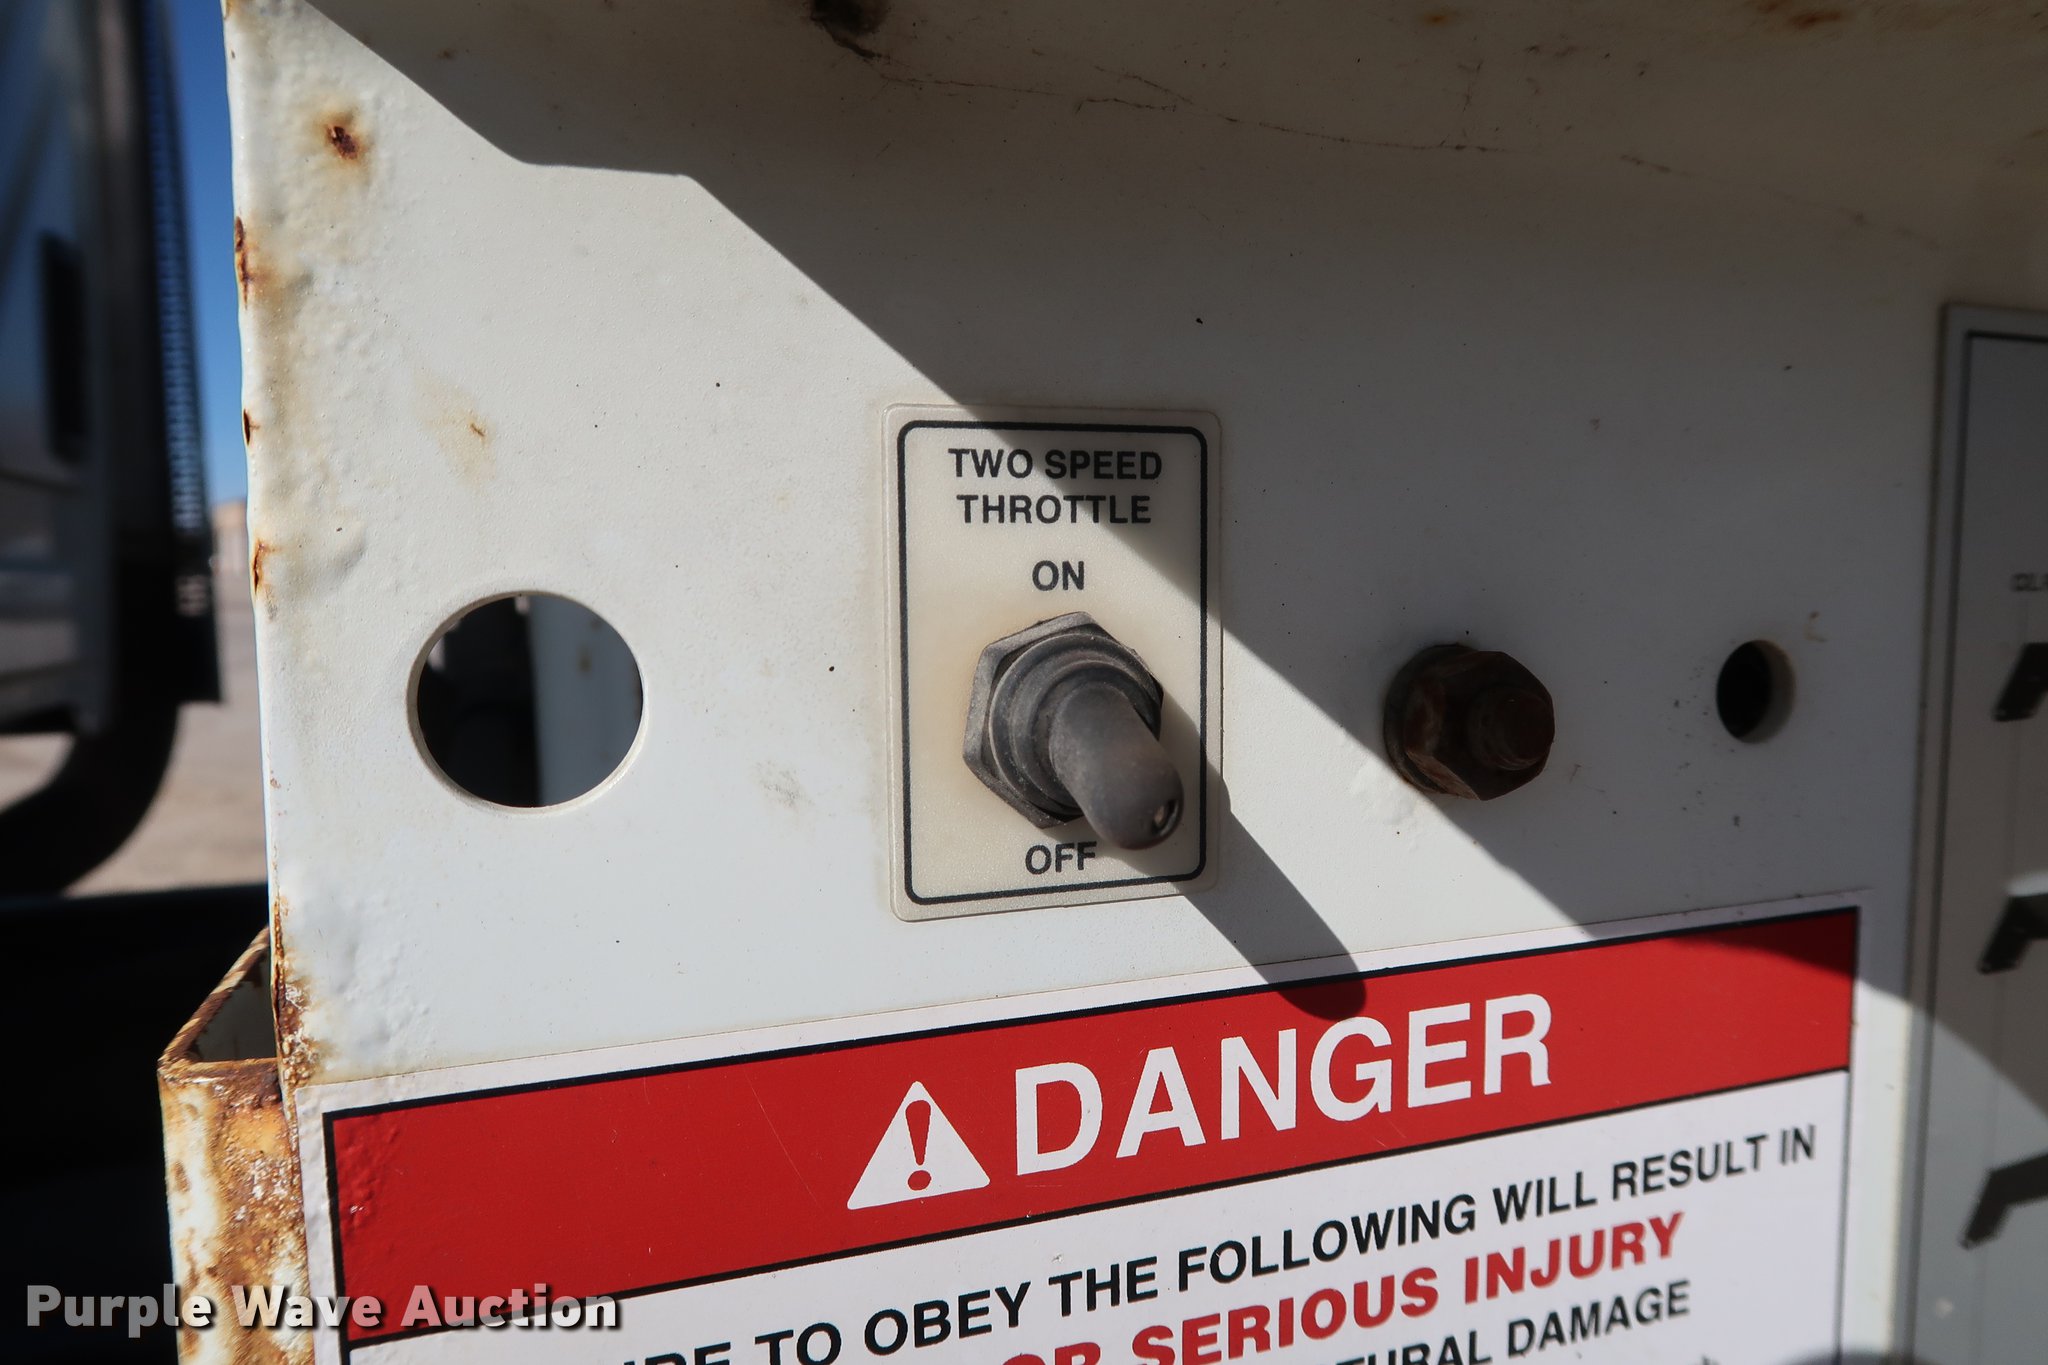 TWO SPEED
THROTTLE
ON
OFF
DANGER
TO OBEY THE FOLLOWING WILL RESULT IN
SERIOUS INJURY
DAMAGE
Purple Wave Auction